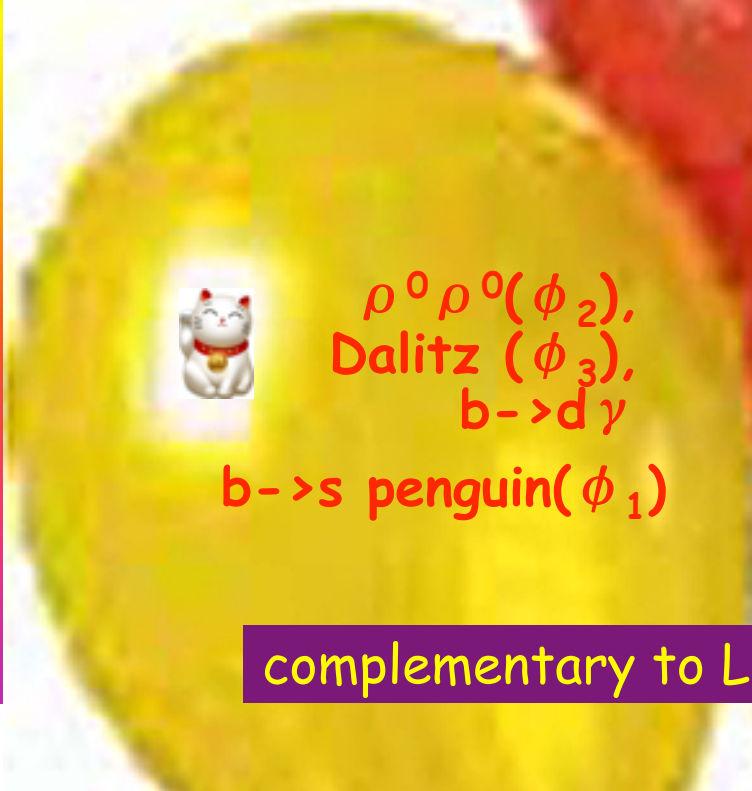 ρ⁰ρ⁰(ϕ₂),
Dalitz (ϕ₃),
b->dγ
b->s penguin(ϕ₁)
complementary to L